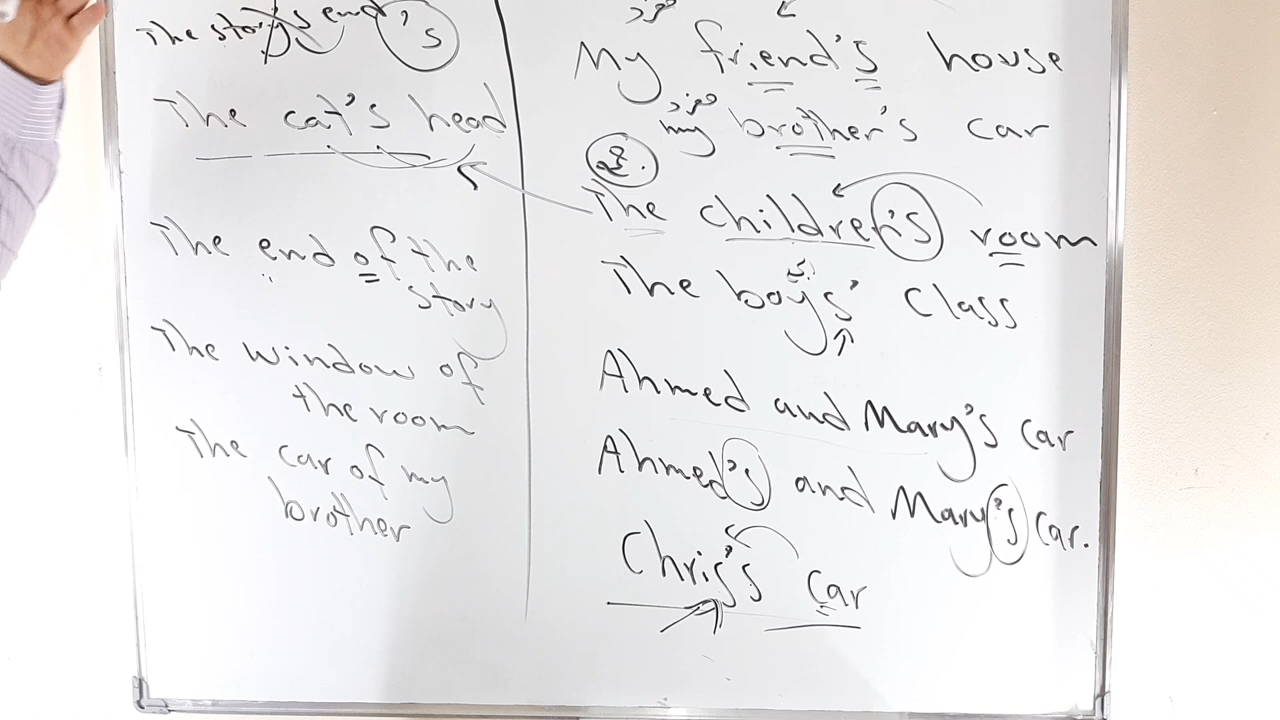 The story's end 's
The cat's head
The end of the
story
The window of
the room
The car of my
brother
مفرد
My friend's house
مفرد
my brother's car
The children's room
The boys' class
Ahmed and Mary's car
Ahmed's and Mary's car.
Chris's car